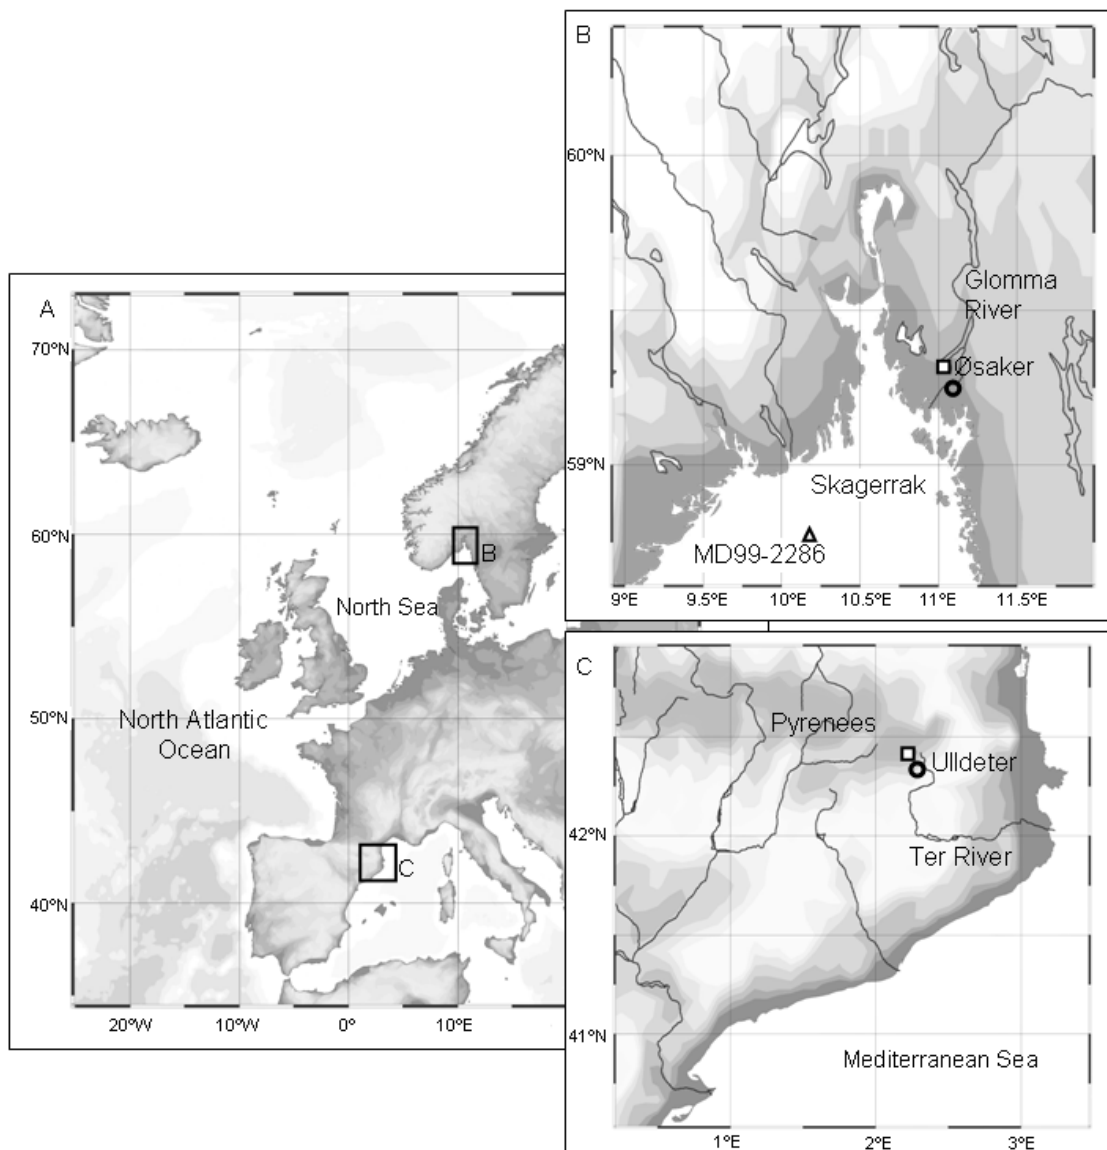 A
70°N
60°N
50°N
40°N
20°W
10°W
0°
10°E
North Sea
North Atlantic
Ocean
B
C
B
60°N
59°N
9°E
9.5°E
10°E
10.5°E
11°E
11.5°E
Glomma
River
Øsaker
Skagerrak
MD99-2286
C
42°N
41°N
1°E
2°E
3°E
Pyrenees
Ulldeter
Ter River
Mediterranean Sea